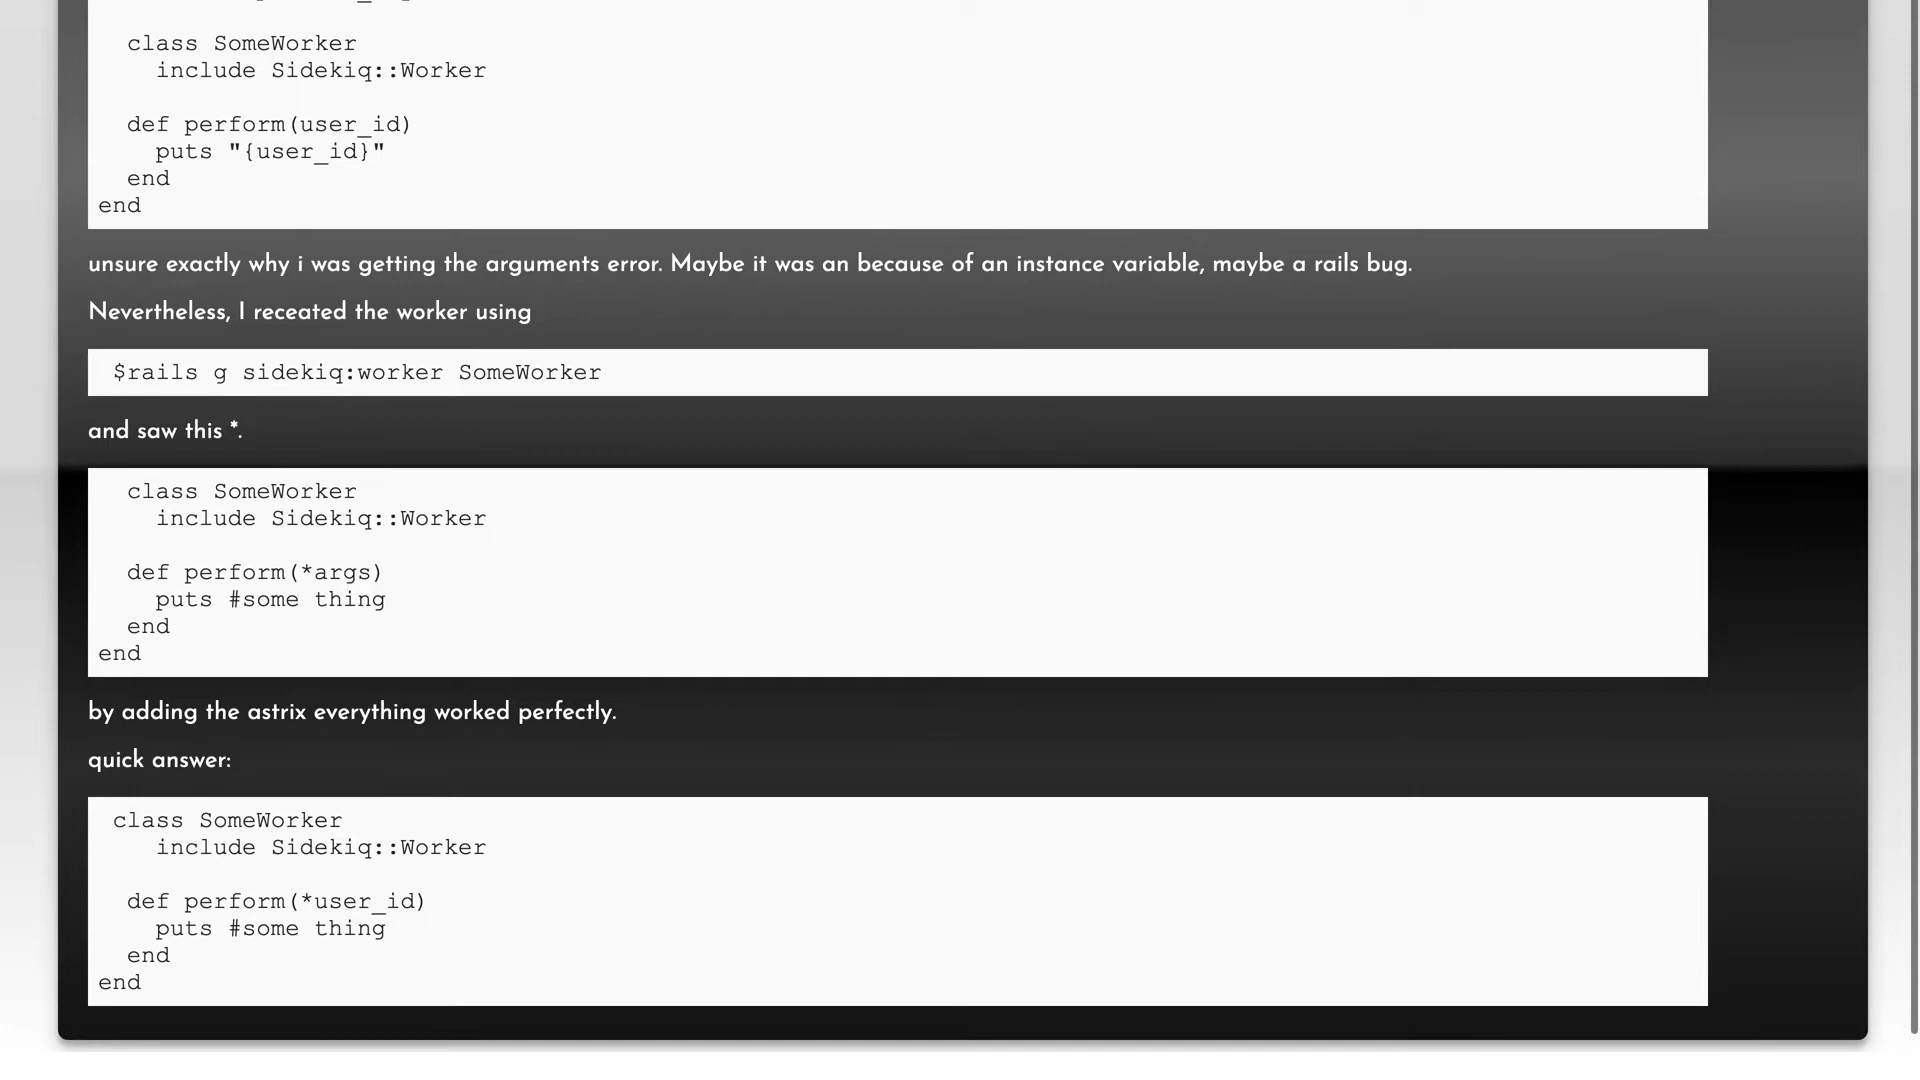 class SomeWorker
include Sidekiq::Worker
def perform(user_id)
puts "{user_id}"
end
end
unsure exactly why i was getting the arguments error. Maybe it was an because of an instance variable, maybe a rails bug.
Nevertheless, I receated the worker using
$rails g sidekiq:worker SomeWorker
and saw this *.
class SomeWorker
include Sidekiq::Worker
def perform(*args)
puts #some thing
end
end
by adding the astrix everything worked perfectly.
quick answer:
class SomeWorker
include Sidekiq::Worker
def perform(*user_id)
puts #some thing
end
end